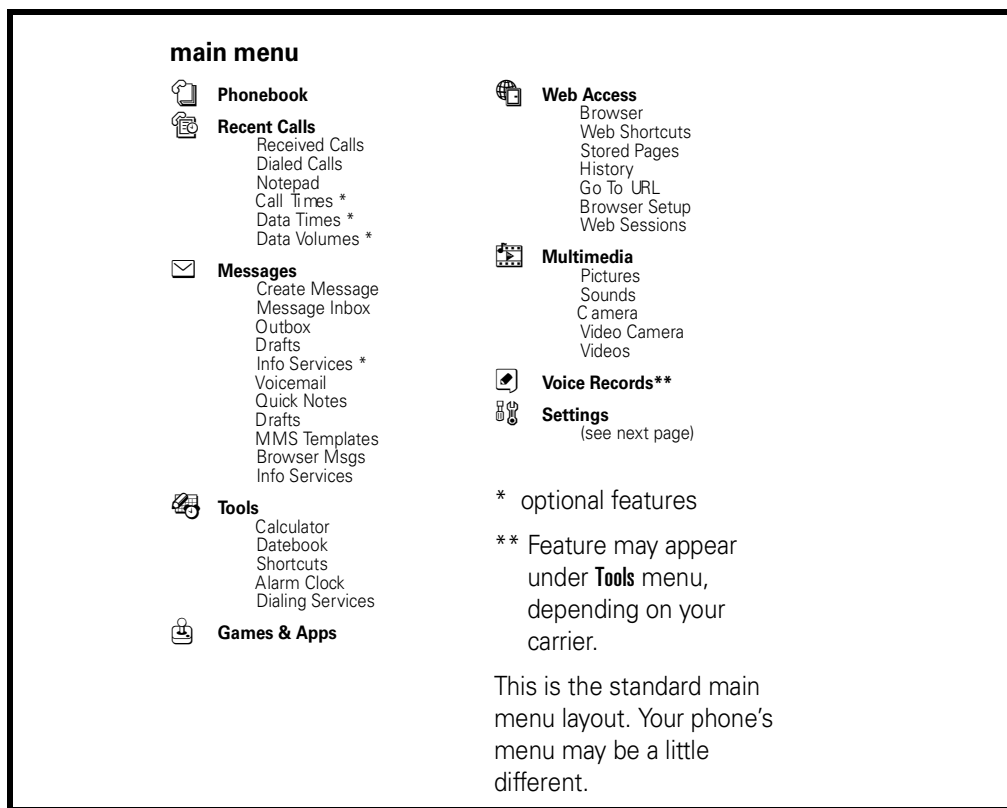 main menu
Phonebook
Recent Calls
Received Calls
Dialed Calls
Notepad
Call Times *
Data Times *
Data Volumes *
Messages
Create Message
Message Inbox
Outbox
Drafts
Info Services *
Voicemail
Quick Notes
Drafts
MMS Templates
Browser Msgs
Info Services
Tools
Calculator
Datebook
Shortcuts
Alarm Clock
Dialing Services
Games & Apps
Web Access
Browser
Web Shortcuts
Stored Pages
History
Go To URL
Browser Setup
Web Sessions
Multimedia
Pictures
Sounds
Camera
Video Camera
Videos
Voice Records**
Settings
(see next page)
* optional features
** Feature may appear
under Tools menu,
depending on your
carrier.
This is the standard main
menu layout. Your phone's
menu may be a little
different.